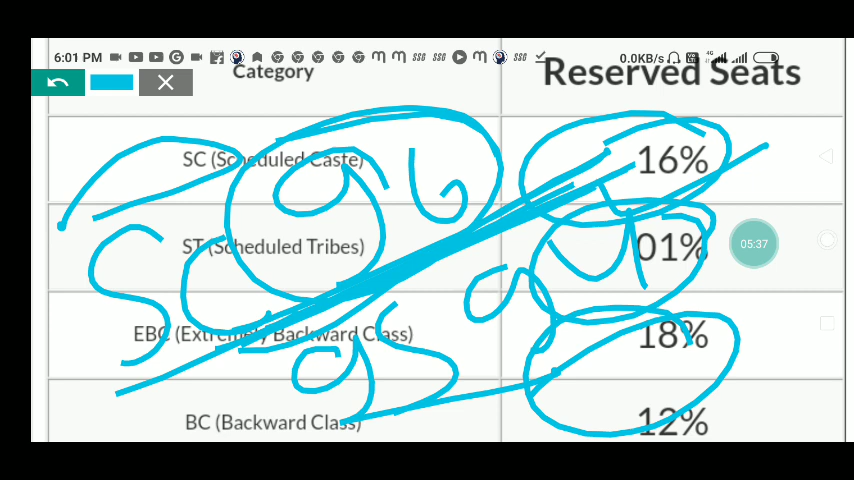 6:01 PM 0.0KB/s 4G
Category Reserved Seats
SC (Scheduled Caste) 16%
ST (Scheduled Tribes) 01%
05:37
EBC (Extremely Backward Class) 18%
BC (Backward Class) 12%